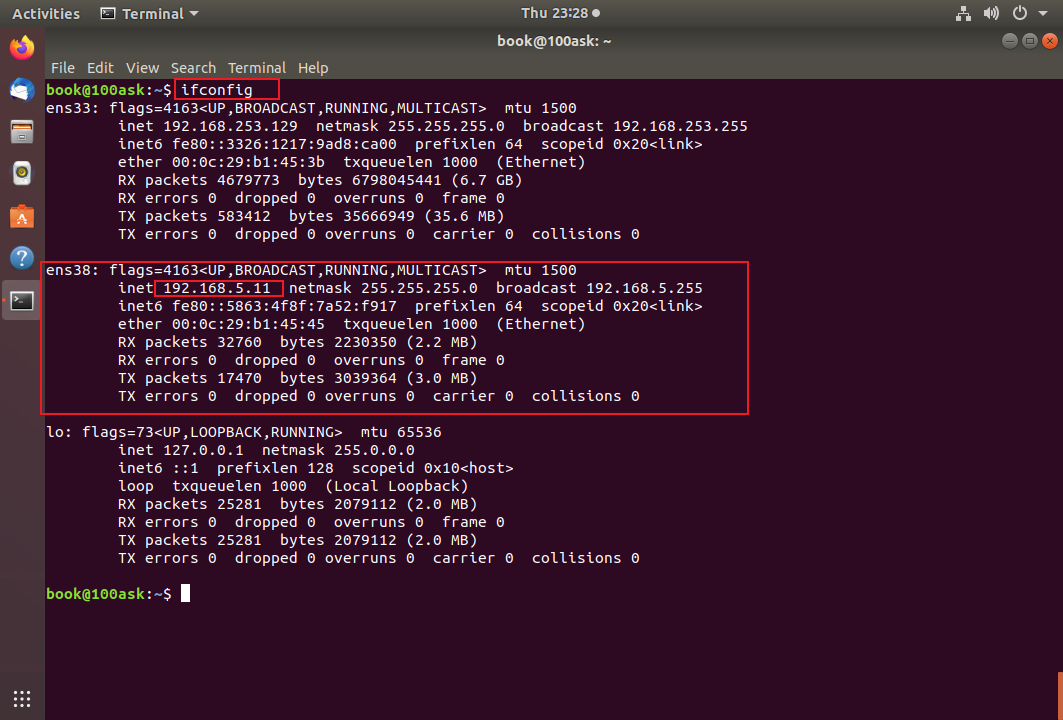 Activities Terminal Thu 23:28
book@100ask: ~
File Edit View Search Terminal Help
book@100ask:~$ ifconfig
ens33: flags=4163<UP,BROADCAST,RUNNING,MULTICAST>  mtu 1500
        inet 192.168.253.129  netmask 255.255.255.0  broadcast 192.168.253.255
        inet6 fe80::3326:1217:9ad8:ca00  prefixlen 64  scopeid 0x20<link>
        ether 00:0c:29:b1:45:3b  txqueuelen 1000  (Ethernet)
        RX packets 4679773  bytes 6798045441 (6.7 GB)
        RX errors 0  dropped 0  overruns 0  frame 0
        TX packets 583412  bytes 35666949 (35.6 MB)
        TX errors 0  dropped 0 overruns 0  carrier 0  collisions 0
ens38: flags=4163<UP,BROADCAST,RUNNING,MULTICAST>  mtu 1500
        inet 192.168.5.11  netmask 255.255.255.0  broadcast 192.168.5.255
        inet6 fe80::5863:4f8f:7a52:f917  prefixlen 64  scopeid 0x20<link>
        ether 00:0c:29:b1:45:45  txqueuelen 1000  (Ethernet)
        RX packets 32760  bytes 2230350 (2.2 MB)
        RX errors 0  dropped 0  overruns 0  frame 0
        TX packets 17470  bytes 3039364 (3.0 MB)
        TX errors 0  dropped 0 overruns 0  carrier 0  collisions 0
lo: flags=73<UP,LOOPBACK,RUNNING>  mtu 65536
        inet 127.0.0.1  netmask 255.0.0.0
        inet6 ::1  prefixlen 128  scopeid 0x10<host>
        loop  txqueuelen 1000  (Local Loopback)
        RX packets 25281  bytes 2079112 (2.0 MB)
        RX errors 0  dropped 0  overruns 0  frame 0
        TX packets 25281  bytes 2079112 (2.0 MB)
        TX errors 0  dropped 0 overruns 0  carrier 0  collisions 0
book@100ask:~$